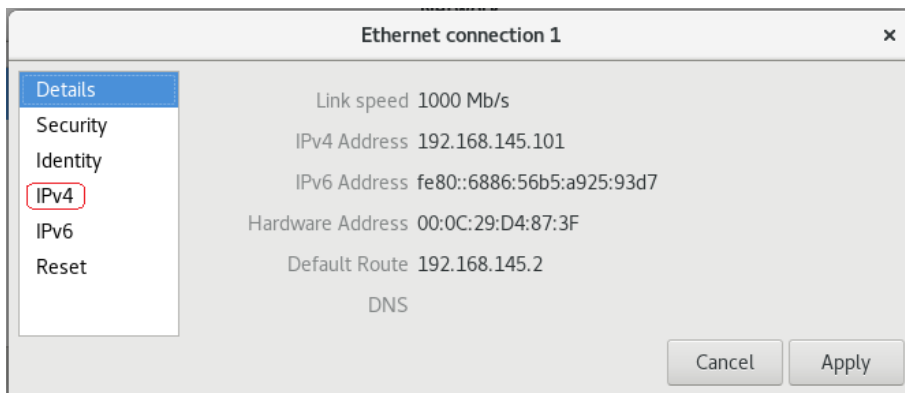 Ethernet connection 1
×
Details
Security
Identity
IPv4
IPv6
Reset
Link speed 1000 Mb/s
IPv4 Address 192.168.145.101
IPv6 Address fe80::6886:56b5:a925:93d7
Hardware Address 00:0C:29:D4:87:3F
Default Route 192.168.145.2
DNS
Cancel
Apply